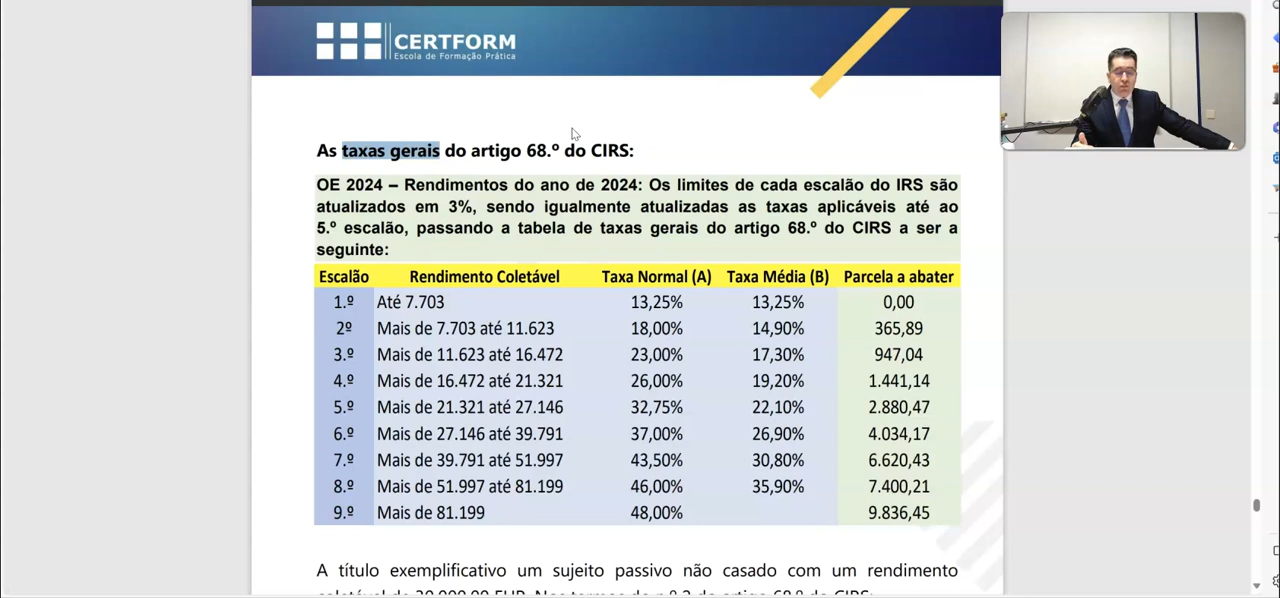 CERTFORM
Escola de Formação Prática
As taxas gerais do artigo 68.º do CIRS:
OE 2024 – Rendimentos do ano de 2024: Os limites de cada escalão do IRS são
atualizados em 3%, sendo igualmente atualizadas as taxas aplicáveis até ao
5.º escalão, passando a tabela de taxas gerais do artigo 68.º do CIRS a ser a
seguinte:
Escalão Rendimento Coletável Taxa Normal (A) Taxa Média (B) Parcela a abater
1.º Até 7.703 13,25% 13,25% 0,00
2º Mais de 7.703 até 11.623 18,00% 14,90% 365,89
3.º Mais de 11.623 até 16.472 23,00% 17,30% 947,04
4.º Mais de 16.472 até 21.321 26,00% 19,20% 1.441,14
5.º Mais de 21.321 até 27.146 32,75% 22,10% 2.880,47
6.º Mais de 27.146 até 39.791 37,00% 26,90% 4.034,17
7.º Mais de 39.791 até 51.997 43,50% 30,80% 6.620,43
8.º Mais de 51.997 até 81.199 46,00% 35,90% 7.400,21
9.º Mais de 81.199 48,00% 9.836,45
A título exemplificativo um sujeito passivo não casado com um rendimento